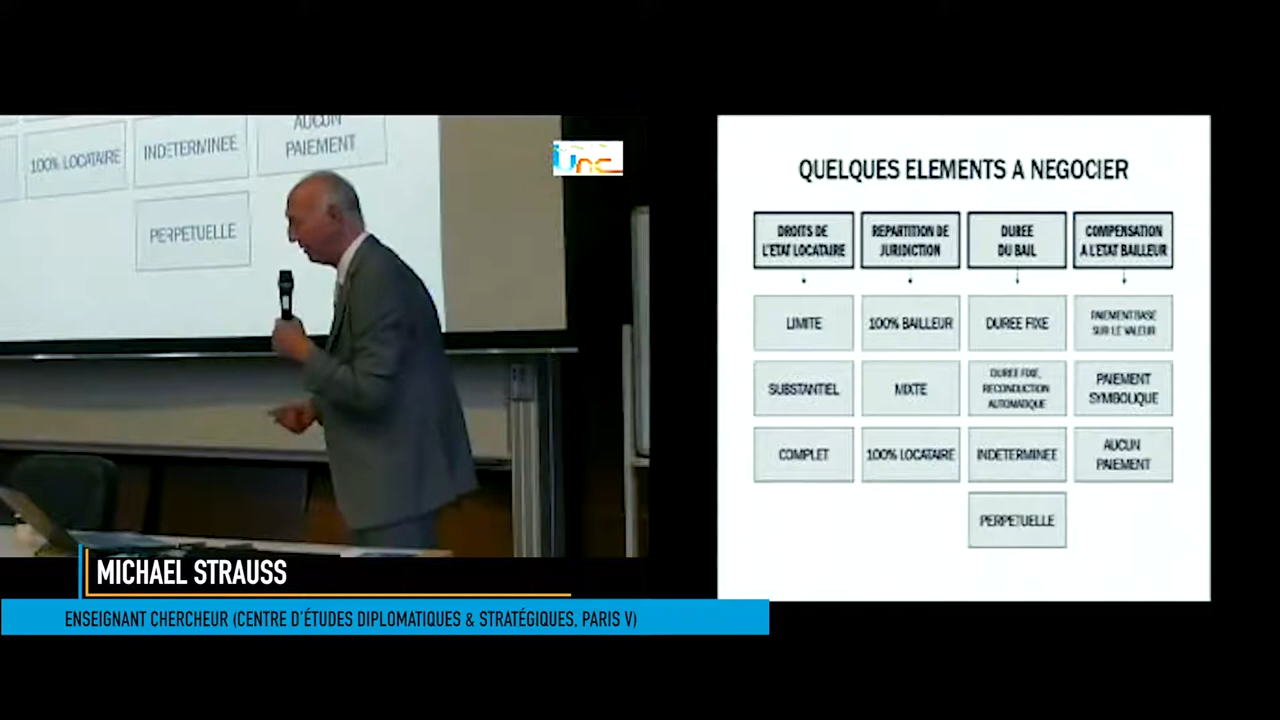 AUCUN
PAIEMENT
100% LOCATAIRE
INDETERMINEE
PERPETUELLE
unc
MICHAEL STRAUSS
ENSEIGNANT CHERCHEUR (CENTRE D'ÉTUDES DIPLOMATIQUES & STRATÉGIQUES, PARIS V)
QUELQUES ELEMENTS A NEGOCIER
DROITS DE
L'ETAT LOCATAIRE
REPARTITION DE
JURIDICTION
DUREE
DU BAIL
COMPENSATION
A L'ETAT BAILLEUR
LIMITE
100% BAILLEUR
DUREE FIXE
PAIEMENT BASE
SUR LE VALEUR
SUBSTANTIEL
MIXTE
DUREE FIXE,
RECONDUCTION
AUTOMATIQUE
PAIEMENT
SYMBOLIQUE
COMPLET
100% LOCATAIRE
INDETERMINEE
AUCUN
PAIEMENT
PERPETUELLE